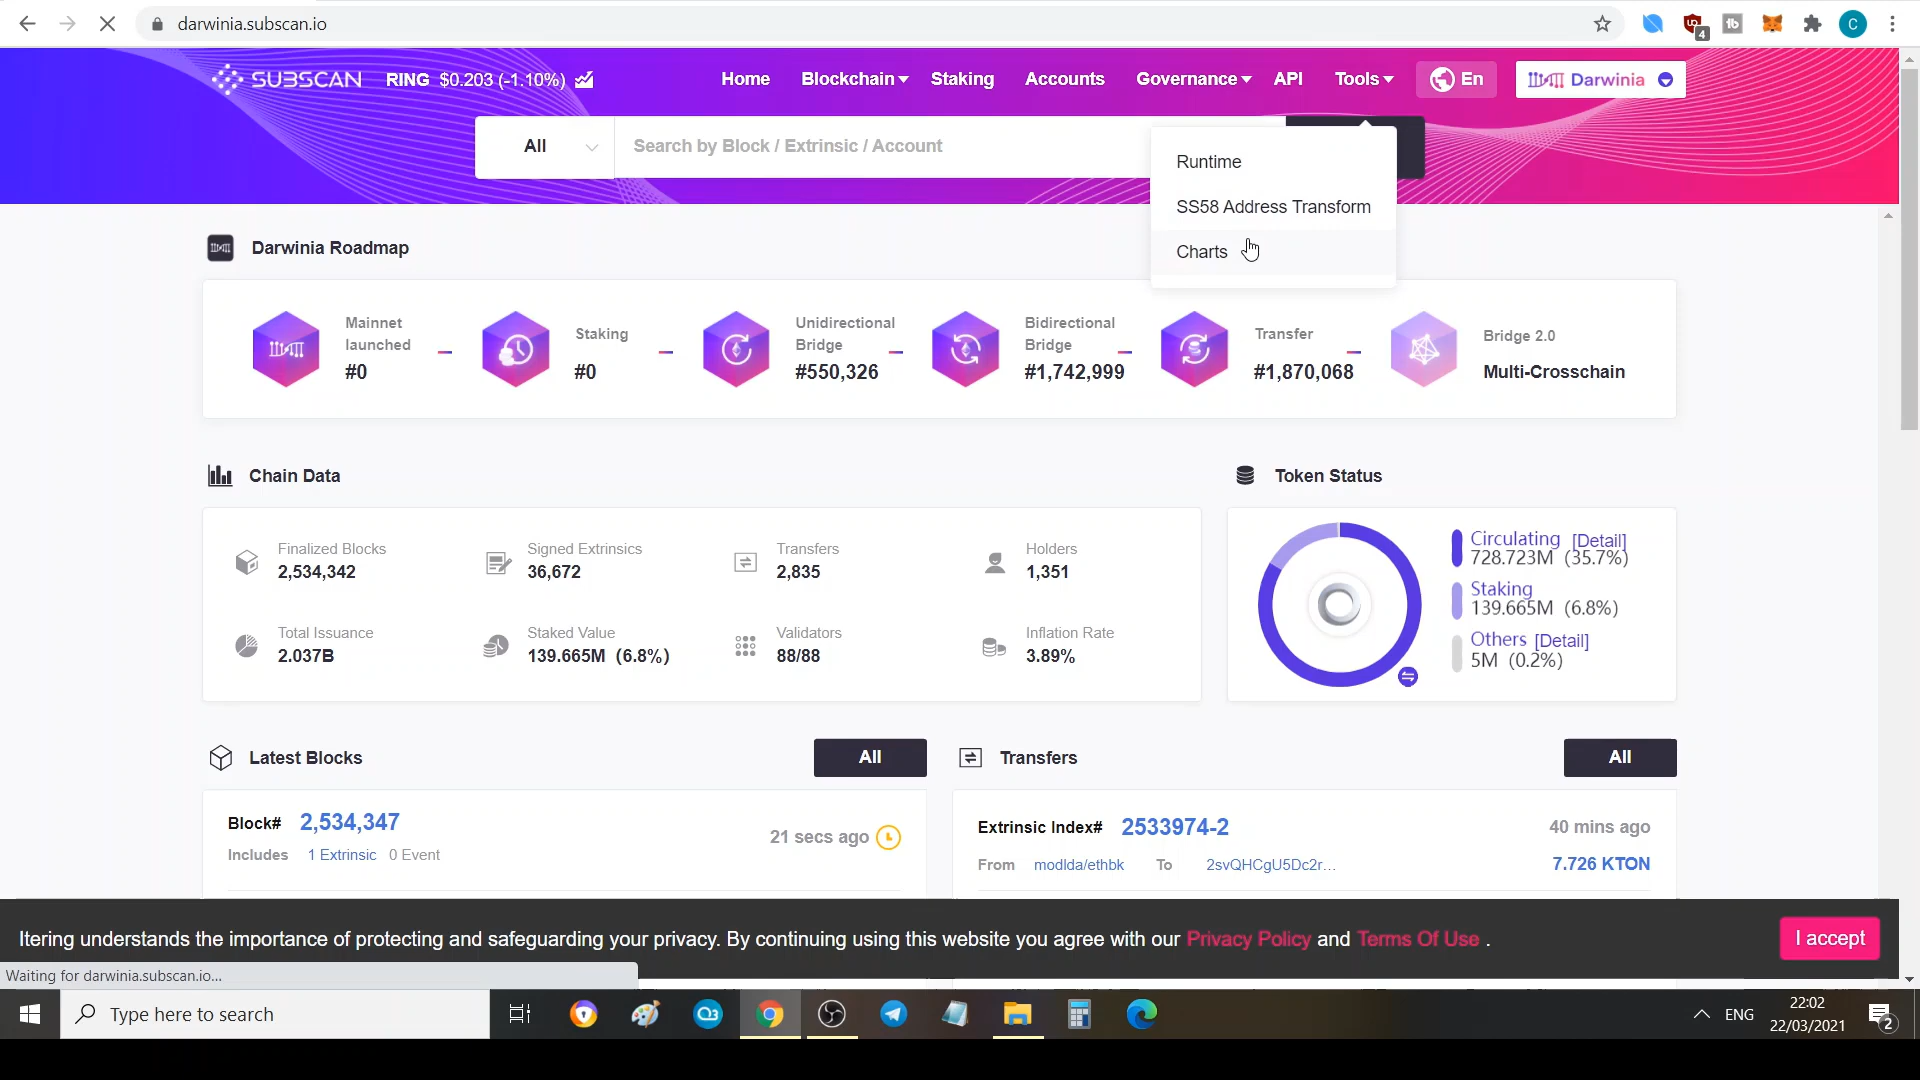 darwinia.subscan.io
4
C
SUBSCAN RING $0.203 (-1.10%) Home Blockchain Staking Accounts Governance API Tools En Darwinia
All Search by Block / Extrinsic / Account
Runtime
SS58 Address Transform
Charts
Darwinia Roadmap
Mainnet launched
#0
Staking
#0
Unidirectional
Bridge
#550,326
Bidirectional
Bridge
#1,742,999
Transfer
#1,870,068
Bridge 2.0
Multi-Crosschain
Chain Data
Finalized Blocks
2,534,342
Signed Extrinsics
36,672
Transfers
2,835
Holders
1,351
Total Issuance
2.037B
Staked Value
139.665M (6.8%)
Validators
88/88
Inflation Rate
3.89%
Token Status
Circulating [Detail]
728.723M (35.7%)
Staking
139.665M (6.8%)
Others [Detail]
5M (0.2%)
Latest Blocks All
Block# 2,534,347
21 secs ago
Includes 1 Extrinsic 0 Event
Transfers All
Extrinsic Index# 2533974-2 40 mins ago
From modlda/ethbk To 2svQHCgU5Dc2r... 7.726 KTON
Itering understands the importance of protecting and safeguarding your privacy. By continuing using this website you agree with our Privacy Policy and Terms Of Use .
I accept
Waiting for darwinia.subscan.io...
Type here to search
ENG
22:02
22/03/2021
2